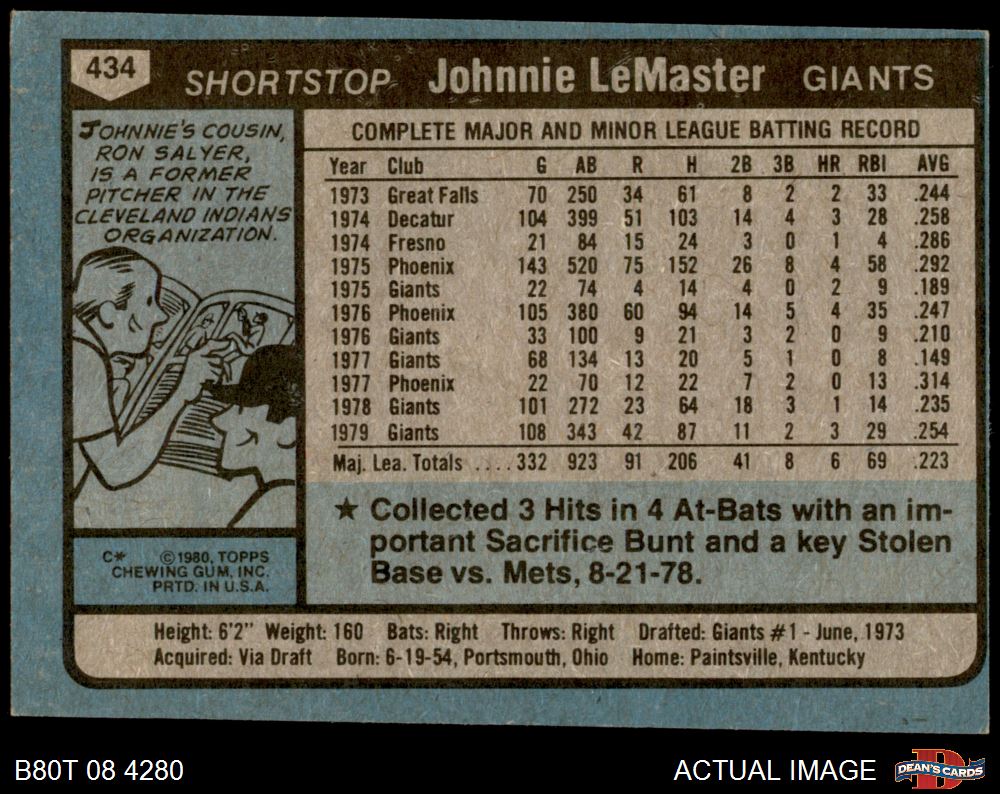 434 SHORTSTOP Johnnie LeMaster GIANTS
JOHNNIE'S COUSIN,
RON SALYER,
IS A FORMER
PITCHER IN THE
CLEVELAND INDIANS
ORGANIZATION.
COMPLETE MAJOR AND MINOR LEAGUE BATTING RECORD
Year Club G AB R H 2B 3B HR RBI AVG
1973 Great Falls 70 250 34 61 8 2 2 33 .244
1974 Decatur 104 399 51 103 14 4 3 28 .258
1974 Fresno 21 84 15 24 3 0 1 4 .286
1975 Phoenix 143 520 75 152 26 8 4 58 .292
1975 Giants 22 74 4 14 4 0 2 9 .189
1976 Phoenix 105 380 60 94 14 5 4 35 .247
1976 Giants 33 100 9 21 3 2 0 9 .210
1977 Giants 68 134 13 20 5 1 0 8 .149
1977 Phoenix 22 70 12 22 7 2 0 13 .314
1978 Giants 101 272 23 64 18 3 1 14 .235
1979 Giants 108 343 42 87 11 2 3 29 .254
Maj. Lea. Totals ....332 923 91 206 41 8 6 69 .223
★ Collected 3 Hits in 4 At-Bats with an im-
portant Sacrifice Bunt and a key Stolen
Base vs. Mets, 8-21-78.
C* ©1980, TOPPS
CHEWING GUM, INC.
PRTD. IN U.S.A.
Height: 6'2" Weight: 160 Bats: Right Throws: Right Drafted: Giants #1 - June, 1973
Acquired: Via Draft Born: 6-19-54, Portsmouth, Ohio Home: Paintsville, Kentucky
B80T 08 4280 ACTUAL IMAGE D DEAN'S CARDS